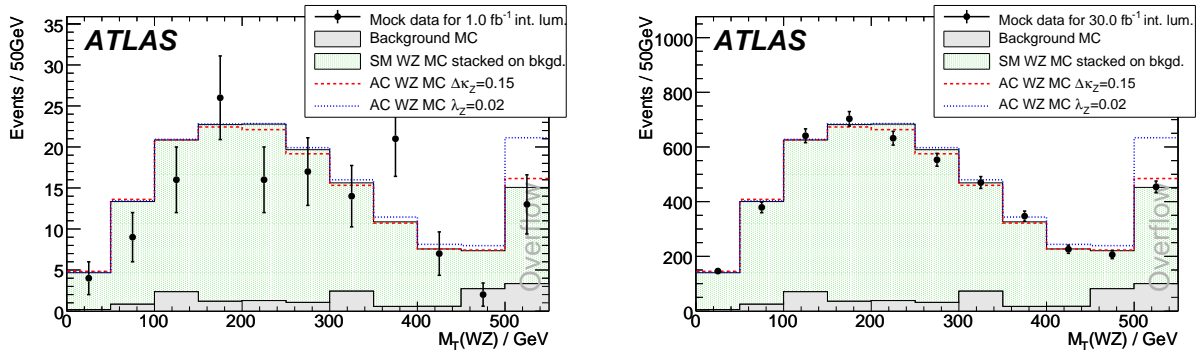 ATLAS
Mock data for 1.0 fb⁻¹ int. lum.
Background MC
SM WZ MC stacked on bkgd.
AC WZ MC Δκ_Z=0.15
AC WZ MC λ_Z=0.02
Events / 50GeV
35
30
25
20
15
10
5
0
Overflow
0 100 200 300 400 500
M_T(WZ) / GeV
ATLAS
Mock data for 30.0 fb⁻¹ int. lum.
Background MC
SM WZ MC stacked on bkgd.
AC WZ MC Δκ_Z=0.15
AC WZ MC λ_Z=0.02
Events / 50GeV
1000
800
600
400
200
0
Overflow
0 100 200 300 400 500
M_T(WZ) / GeV